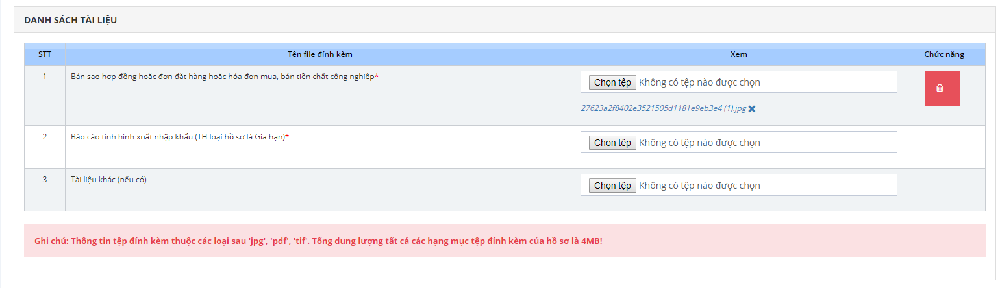 DANH SÁCH TÀI LIỆU
STT Tên file đính kèm Xem Chức năng
1 Bản sao hợp đồng hoặc đơn đặt hàng hoặc hóa đơn mua, bán tiền chất công nghiệp* Chọn tệp Không có tệp nào được chọn
27623a2f8402e3521505d1181e9eb3e4 (1).jpg
2 Báo cáo tình hình xuất nhập khẩu (TH loại hồ sơ là Gia hạn)* Chọn tệp Không có tệp nào được chọn
3 Tài liệu khác (nếu có) Chọn tệp Không có tệp nào được chọn
Ghi chú: Thông tin tệp đính kèm thuộc các loại sau 'jpg', 'pdf', 'tif'. Tổng dung lượng tất cả các hạng mục tệp đính kèm của hồ sơ là 4MB!